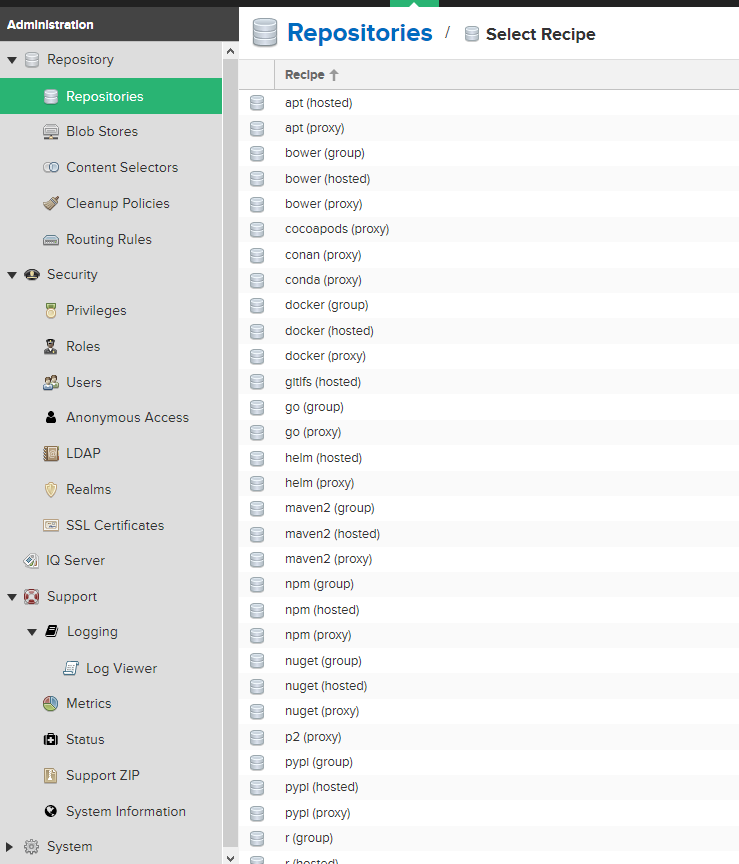 Administration
Repository
Repositories
Blob Stores
Content Selectors
Cleanup Policies
Routing Rules
Security
Privileges
Roles
Users
Anonymous Access
LDAP
Realms
SSL Certificates
IQ Server
Support
Logging
Log Viewer
Metrics
Status
Support ZIP
System Information
System
Repositories / Select Recipe
Recipe
apt (hosted)
apt (proxy)
bower (group)
bower (hosted)
bower (proxy)
cocoapods (proxy)
conan (proxy)
conda (proxy)
docker (group)
docker (hosted)
docker (proxy)
gitlfs (hosted)
go (group)
go (proxy)
helm (hosted)
helm (proxy)
maven2 (group)
maven2 (hosted)
maven2 (proxy)
npm (group)
npm (hosted)
npm (proxy)
nuget (group)
nuget (hosted)
nuget (proxy)
p2 (proxy)
pypi (group)
pypi (hosted)
pypi (proxy)
r (group)
r (hosted)